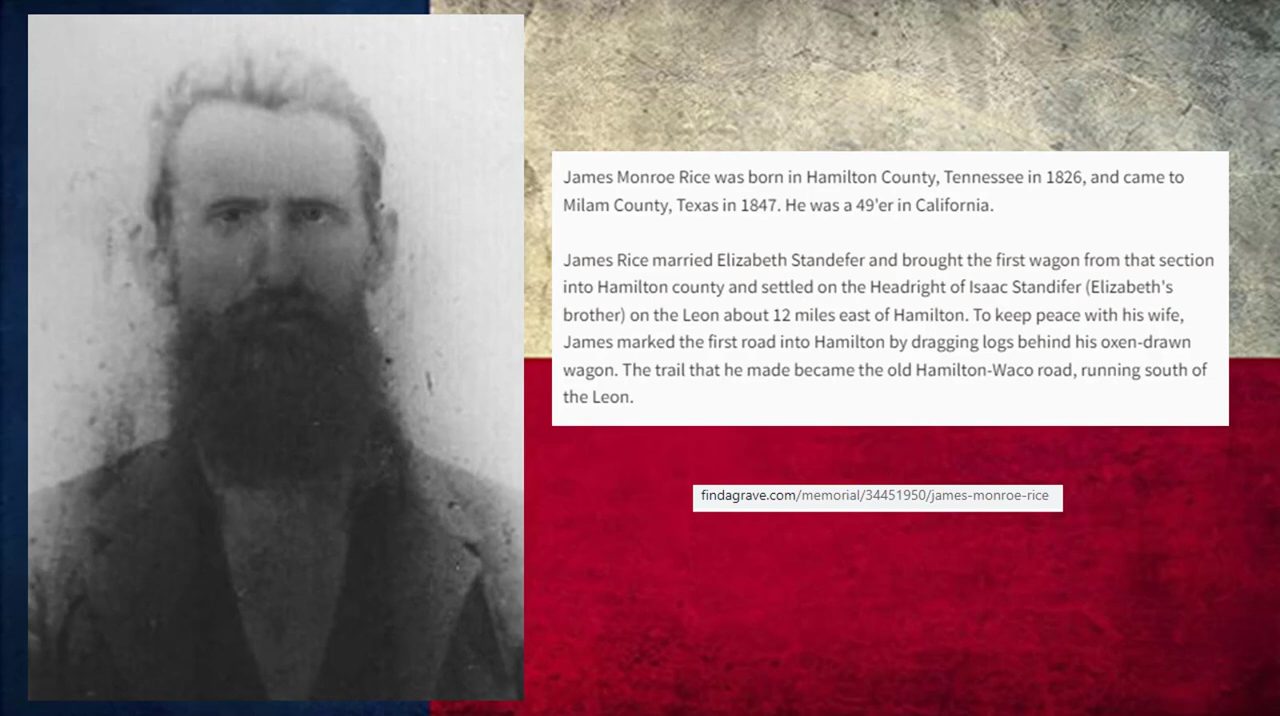 James Monroe Rice was born in Hamilton County, Tennessee in 1826, and came to
Milam County, Texas in 1847. He was a 49'er in California.
James Rice married Elizabeth Standefer and brought the first wagon from that section
into Hamilton county and settled on the Headright of Isaac Standifer (Elizabeth's
brother) on the Leon about 12 miles east of Hamilton. To keep peace with his wife,
James marked the first road into Hamilton by dragging logs behind his oxen-drawn
wagon. The trail that he made became the old Hamilton-Waco road, running south of
the Leon.
findagrave.com/memorial/34451950/james-monroe-rice